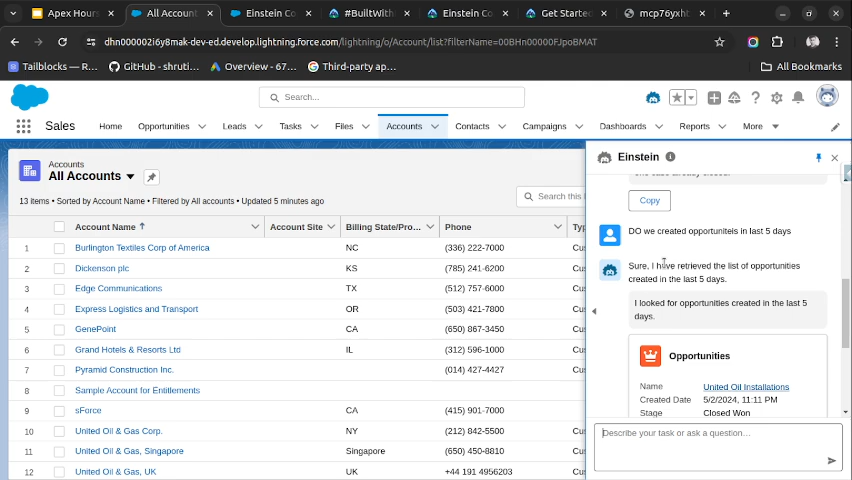 Apex Hours
All Account
Einstein Co
#BuiltWith
Einstein Co
Get Started
mcp76yxht
dhn000002i6y8mak-dev-ed.develop.lightning.force.com/lightning/o/Account/list?filterName=00BHn00000FJpoBMAT
Tailblocks — R...
GitHub - shruti...
Overview - 67...
Third-party ap...
All Bookmarks
Search...
Sales
Home
Opportunities
Leads
Tasks
Files
Accounts
Contacts
Campaigns
Dashboards
Reports
More
Accounts
All Accounts
13 items • Sorted by Account Name • Filtered by All accounts • Updated 5 minutes ago
Search this
Account Name
Account Site
Billing State/Pro...
Phone
1 Burlington Textiles Corp of America NC (336) 222-7000 Cus
2 Dickenson plc KS (785) 241-6200 Cus
3 Edge Communications TX (512) 757-6000 Cus
4 Express Logistics and Transport (503) 421-7800 Cus
5 GenePoint CA (650) 867-3450 Cus
6 Grand Hotels & Resorts Ltd IL (312) 596-1000 Cus
7 Pyramid Construction Inc. (014) 427-4427 Cus
8 Sample Account for Entitlements
9 sForce CA (415) 901-7000
10 United Oil & Gas Corp. NY (212) 842-5500 Cus
11 United Oil & Gas, Singapore Singapore (650) 450-8810 Cus
12 United Oil & Gas, UK UK +44 191 4956203 Cus
Einstein
Copy
DO we created opportuniteis in last 5 days
Sure, I have retrieved the list of opportunities
created in the last 5 days.
I looked for opportunities created in the last 5
days.
Opportunities
Name United Oil Installations
Created Date 5/2/2024, 11:11 PM
Stage Closed Won
Describe your task or ask a question...